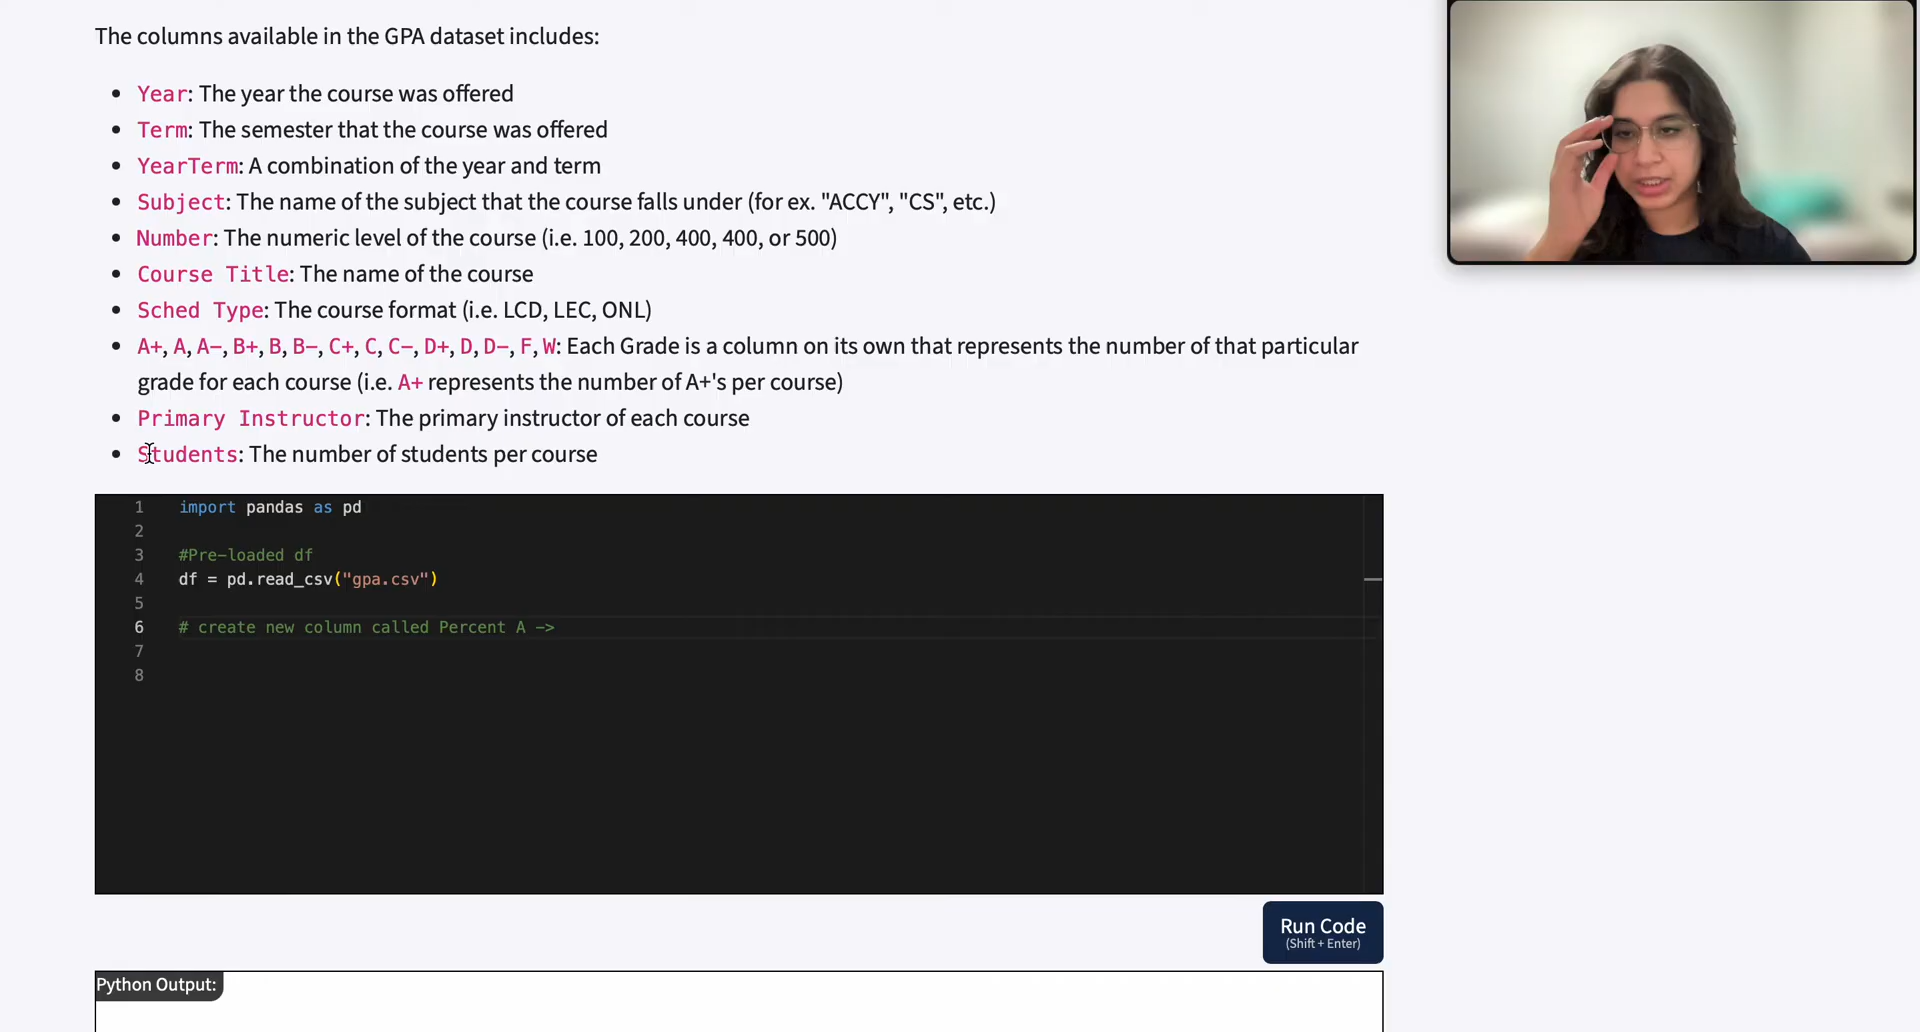 The columns available in the GPA dataset includes:
Year: The year the course was offered
Term: The semester that the course was offered
YearTerm: A combination of the year and term
Subject: The name of the subject that the course falls under (for ex. "ACCY", "CS", etc.)
Number: The numeric level of the course (i.e. 100, 200, 400, 400, or 500)
Course Title: The name of the course
Sched Type: The course format (i.e. LCD, LEC, ONL)
A+, A, A-, B+, B, B-, C+, C, C-, D+, D, D-, F, W: Each Grade is a column on its own that represents the number of that particular
grade for each course (i.e. A+ represents the number of A+'s per course)
Primary Instructor: The primary instructor of each course
Students: The number of students per course
1 import pandas as pd
2
3 #Pre-loaded df
4 df = pd.read_csv("gpa.csv")
5
6 # create new column called Percent A ->
7
8
Run Code
(Shift + Enter)
Python Output: